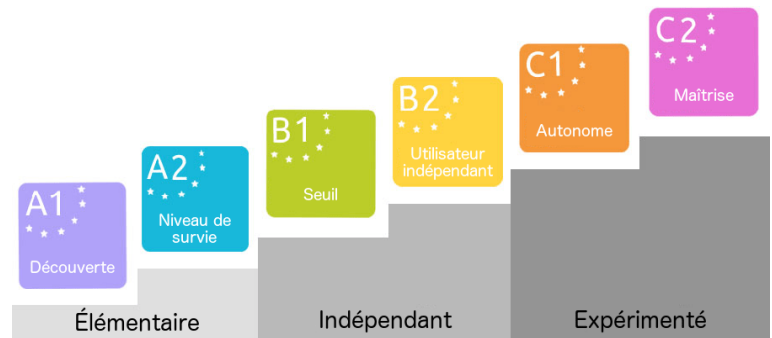 A1
Découverte
A2
Niveau de
survie
B1
Seuil
B2
Utilisateur
indépendant
C1
Autonome
C2
Maîtrise
Élémentaire
Indépendant
Expérimenté